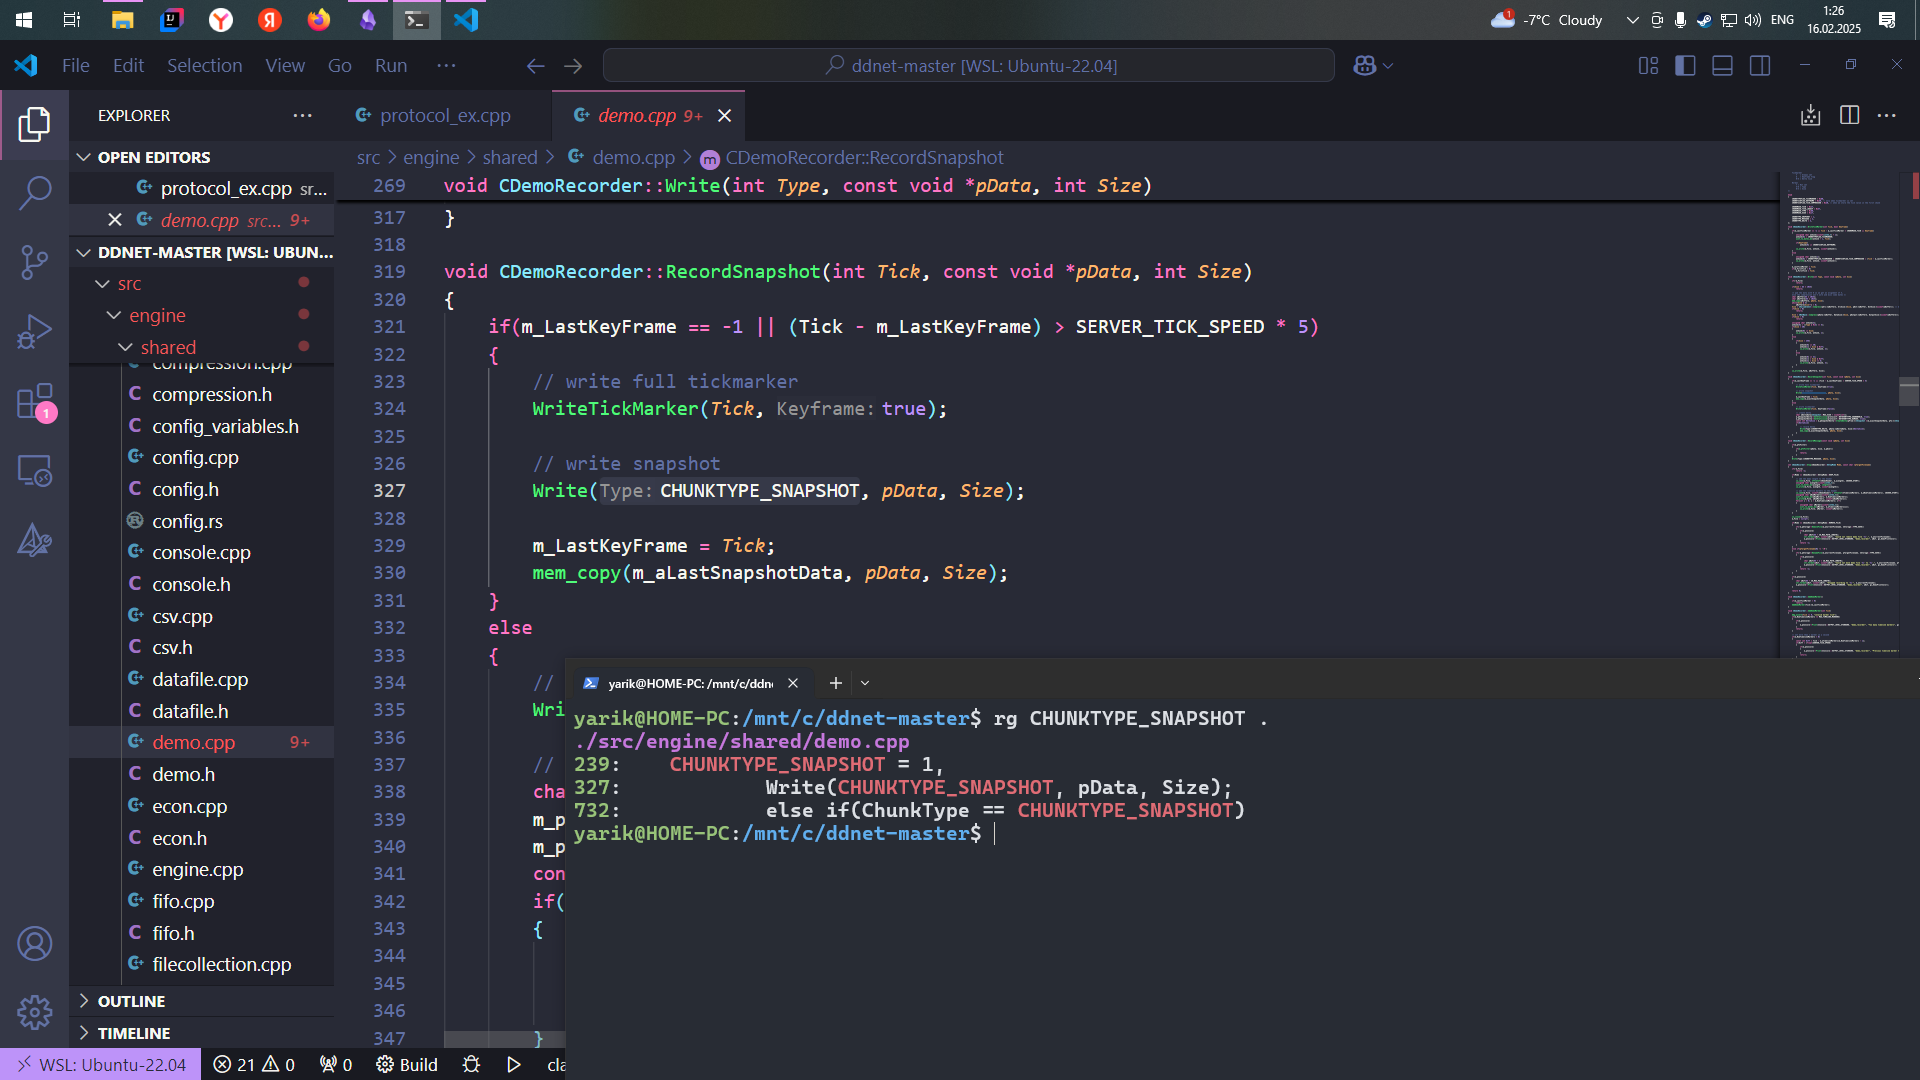 -7°C Cloudy
ENG
1:26
16.02.2025
File Edit Selection View Go Run ···
ddnet-master [WSL: Ubuntu-22.04]
EXPLORER
protocol_ex.cpp
demo.cpp 9+
OPEN EDITORS
protocol_ex.cpp sr...
demo.cpp src... 9+
DDNET-MASTER [WSL: UBUN...
src
engine
shared
compression.cpp
compression.h
config_variables.h
config.cpp
config.h
config.rs
console.cpp
console.h
csv.cpp
csv.h
datafile.cpp
datafile.h
demo.cpp 9+
demo.h
econ.cpp
econ.h
engine.cpp
fifo.cpp
fifo.h
filecollection.cpp
OUTLINE
TIMELINE
1
src > engine > shared > demo.cpp > CDemoRecorder::RecordSnapshot
269 void CDemoRecorder::Write(int Type, const void *pData, int Size)
317 }
318
319 void CDemoRecorder::RecordSnapshot(int Tick, const void *pData, int Size)
320 {
321 if(m_LastKeyFrame == -1 || (Tick - m_LastKeyFrame) > SERVER_TICK_SPEED * 5)
322 {
323 // write full tickmarker
324 WriteTickMarker(Tick, Keyframe: true);
325
326 // write snapshot
327 Write(Type: CHUNKTYPE_SNAPSHOT, pData, Size);
328
329 m_LastKeyFrame = Tick;
330 mem_copy(m_aLastSnapshotData, pData, Size);
331 }
332 else
333 {
334 //
335 Wri
336
337 //
338 cha
339 m_p
340 m_p
341 con
342 if(
343 {
344
345
346
347 }
yarik@HOME-PC: /mnt/c/ddn
yarik@HOME-PC:/mnt/c/ddnet-master$ rg CHUNKTYPE_SNAPSHOT .
./src/engine/shared/demo.cpp
239: CHUNKTYPE_SNAPSHOT = 1,
327: Write(CHUNKTYPE_SNAPSHOT, pData, Size);
732: else if(ChunkType == CHUNKTYPE_SNAPSHOT)
yarik@HOME-PC:/mnt/c/ddnet-master$
WSL: Ubuntu-22.04 21 0 0 Build cla